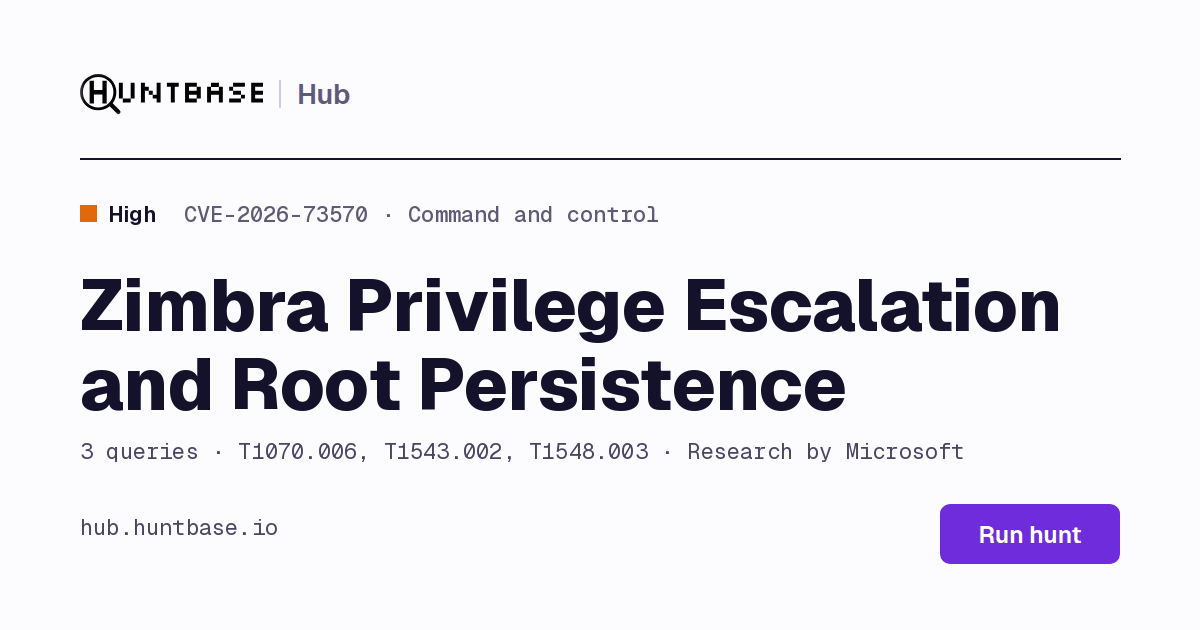 HUNTBASE | Hub
High CVE-2026-73570 · Command and control
Zimbra Privilege Escalation
and Root Persistence
3 queries · T1070.006, T1543.002, T1548.003 · Research by Microsoft
hub.huntbase.io
Run hunt